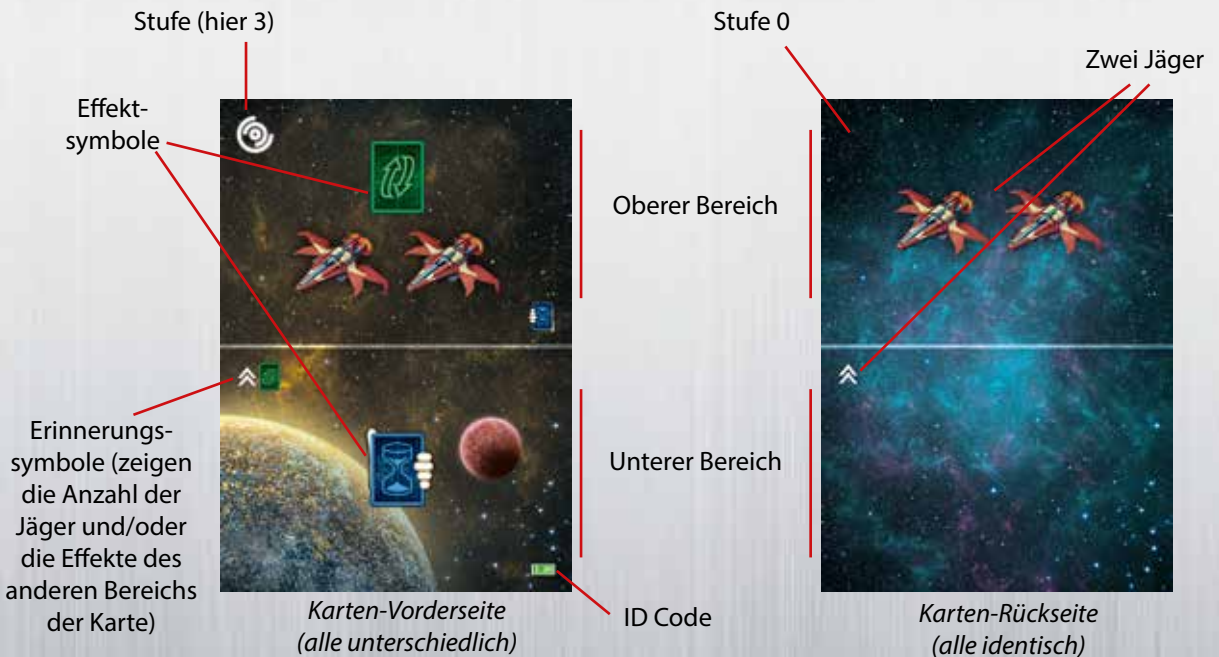 Stufe (hier 3)
Stufe 0
Zwei Jäger
Effekt-
symbole
Oberer Bereich
Erinnerungs-
symbole (zeigen
die Anzahl der
Jäger und/oder
die Effekte des
anderen Bereichs
der Karte)
Unterer Bereich
Karten-Vorderseite
(alle unterschiedlich)
ID Code
Karten-Rückseite
(alle identisch)